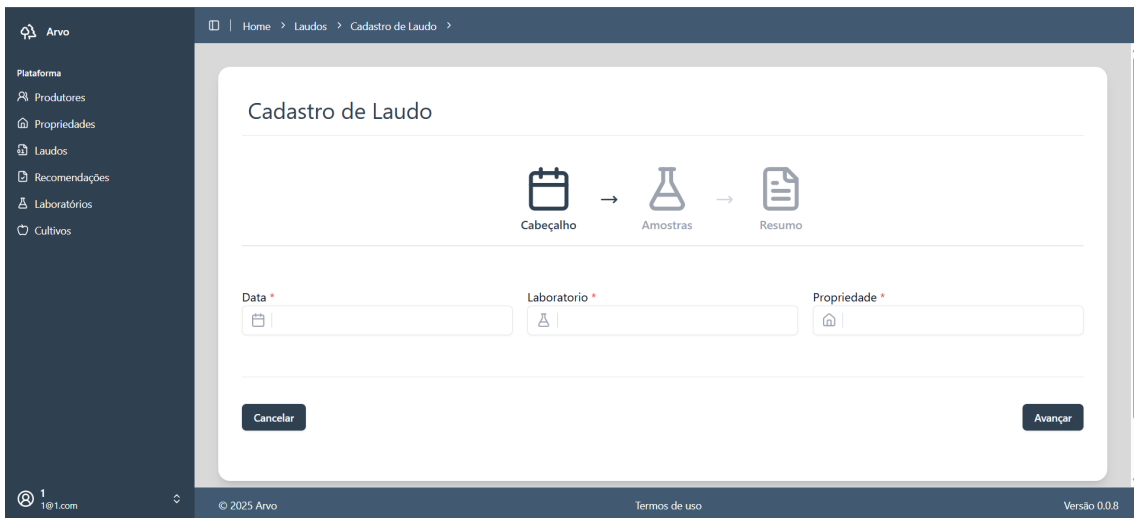 Arvo
Plataforma
Produtores
Propriedades
Laudos
Recomendações
Laboratórios
Cultivos
1
1@1.com
Home > Laudos > Cadastro de Laudo >
Cadastro de Laudo
Cabeçalho → Amostras → Resumo
Data * Laboratorio * Propriedade *
Cancelar Avançar
© 2025 Arvo Termos de uso Versão 0.0.8